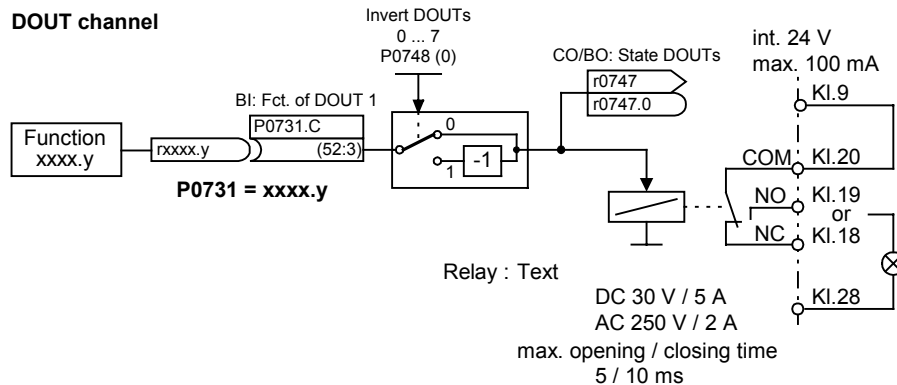 DOUT channel
Invert DOUTs
0 ... 7
P0748 (0)
CO/BO: State DOUTs
r0747
r0747.0
int. 24 V
max. 100 mA
Kl.9
BI: Fct. of DOUT 1
P0731.C
(52:3)
Function
xxxx.y
rxxxx.y
P0731 = xxxx.y
0
1
-1
COM
Kl.20
NO
Kl.19
or
NC
Kl.18
Kl.28
Relay : Text
DC 30 V / 5 A
AC 250 V / 2 A
max. opening / closing time
5 / 10 ms